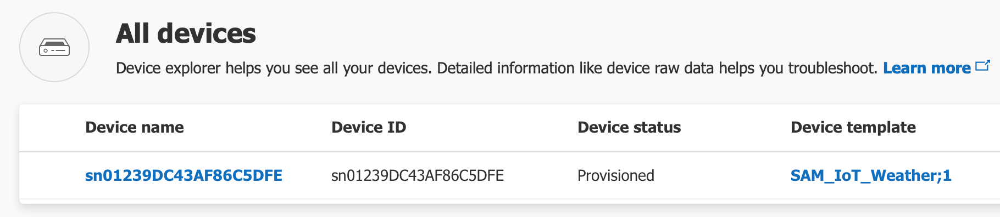 All devices
Device explorer helps you see all your devices. Detailed information like device raw data helps you troubleshoot. Learn more
Device name Device ID Device status Device template
sn01239DC43AF86C5DFE sn01239DC43AF86C5DFE Provisioned SAM_IoT_Weather;1